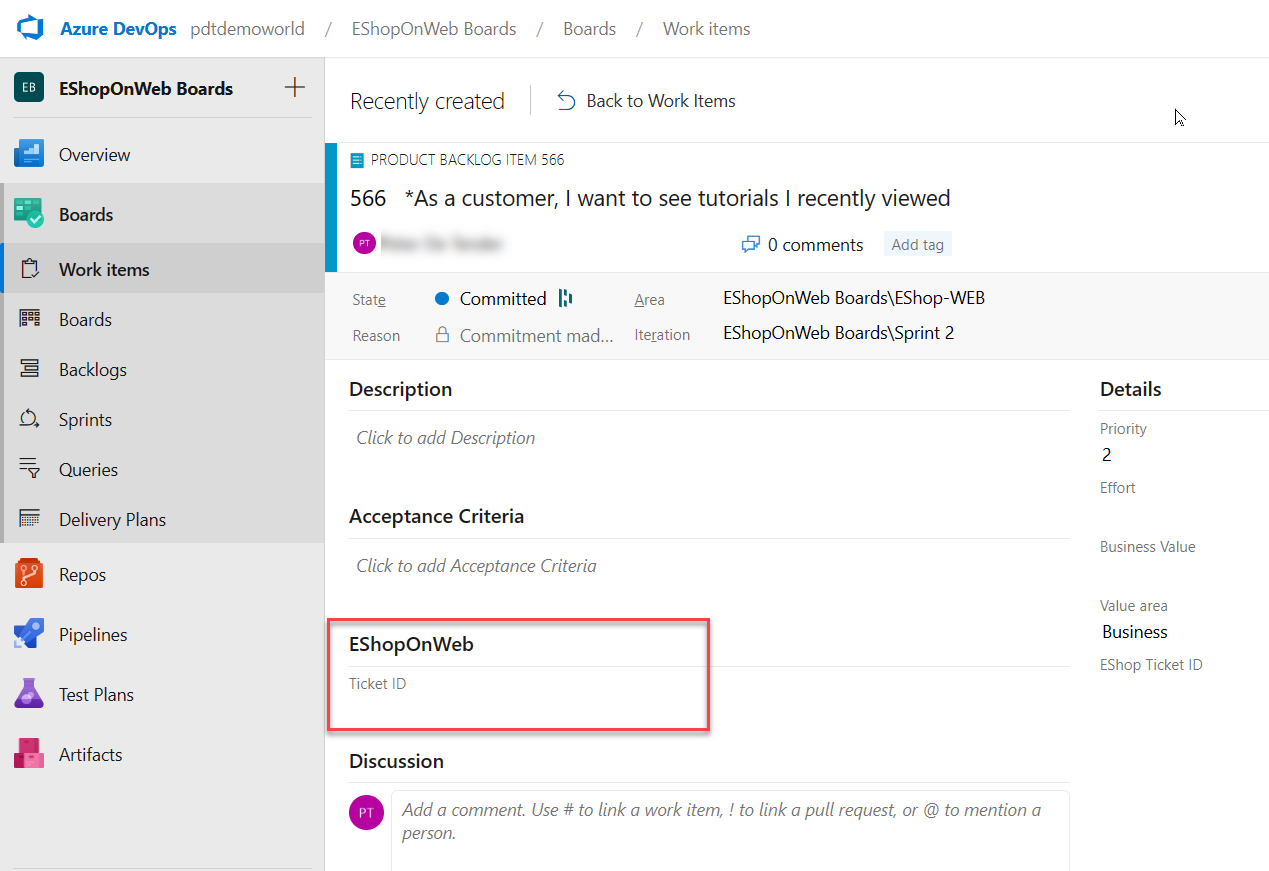 Azure DevOps pdtdemoworld / EShopOnWeb Boards / Boards / Work items
EB EShopOnWeb Boards
Overview
Boards
Work items
Boards
Backlogs
Sprints
Queries
Delivery Plans
Repos
Pipelines
Test Plans
Artifacts
Recently created
Back to Work Items
PRODUCT BACKLOG ITEM 566
566 *As a customer, I want to see tutorials I recently viewed
PT
0 comments
Add tag
State Committed
Area EShopOnWeb Boards\EShop-WEB
Reason Commitment mad...
Iteration EShopOnWeb Boards\Sprint 2
Description
Click to add Description
Acceptance Criteria
Click to add Acceptance Criteria
EShopOnWeb
Ticket ID
Discussion
PT
Add a comment. Use # to link a work item, ! to link a pull request, or @ to mention a
person.
Details
Priority
2
Effort
Business Value
Value area
Business
EShop Ticket ID